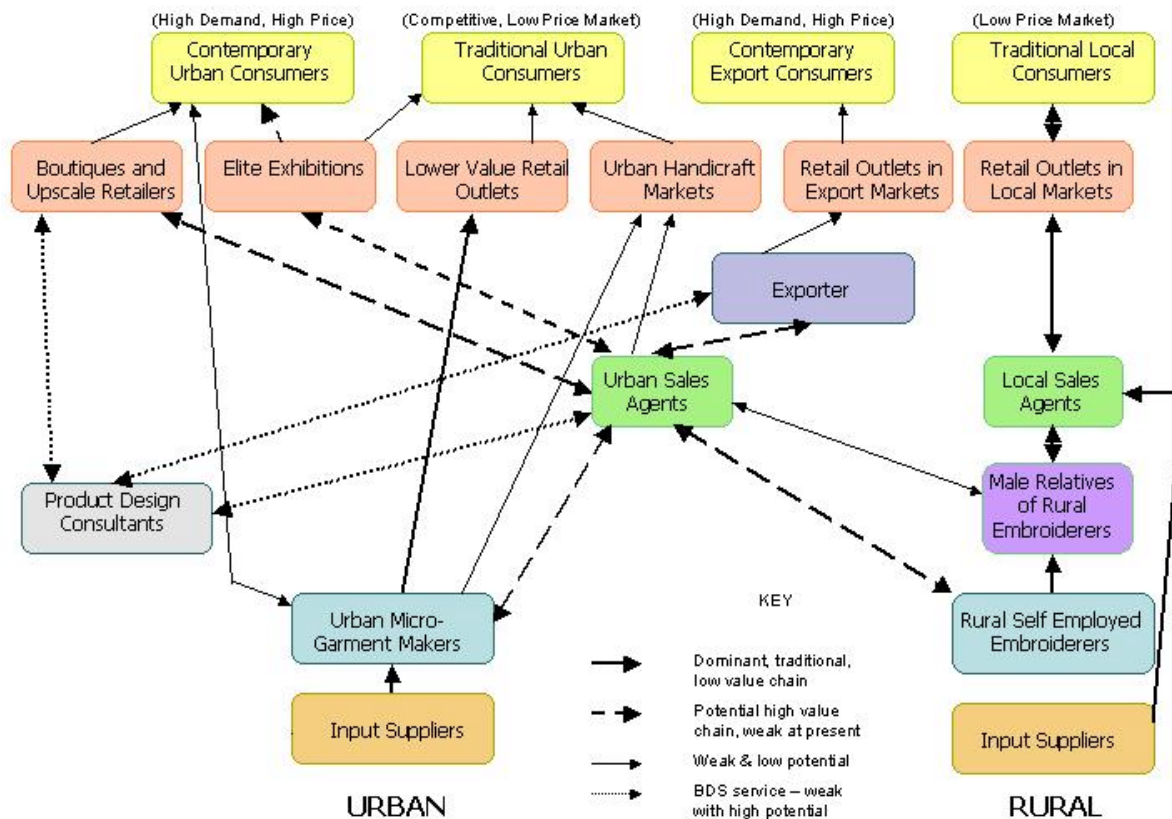 (High Demand, High Price)
(Competitive, Low Price Market)
(High Demand, High Price)
(Low Price Market)
Contemporary
Urban Consumers
Traditional Urban
Consumers
Contemporary
Export Consumers
Traditional Local
Consumers
Boutiques and
Upscale Retailers
Elite Exhibitions
Lower Value Retail
Outlets
Urban Handicraft
Markets
Retail Outlets in
Export Markets
Retail Outlets in
Local Markets
Exporter
Urban Sales
Agents
Local Sales
Agents
Product Design
Consultants
Male Relatives
of Rural
Embroiderers
Urban Micro-
Garment Makers
Rural Self Employed
Embroiderers
Input Suppliers
Input Suppliers
KEY
Dominant, traditional,
low value chain
Potential high value
chain, weak at present
Weak & low potential
BDS service – weak
with high potential
URBAN
RURAL